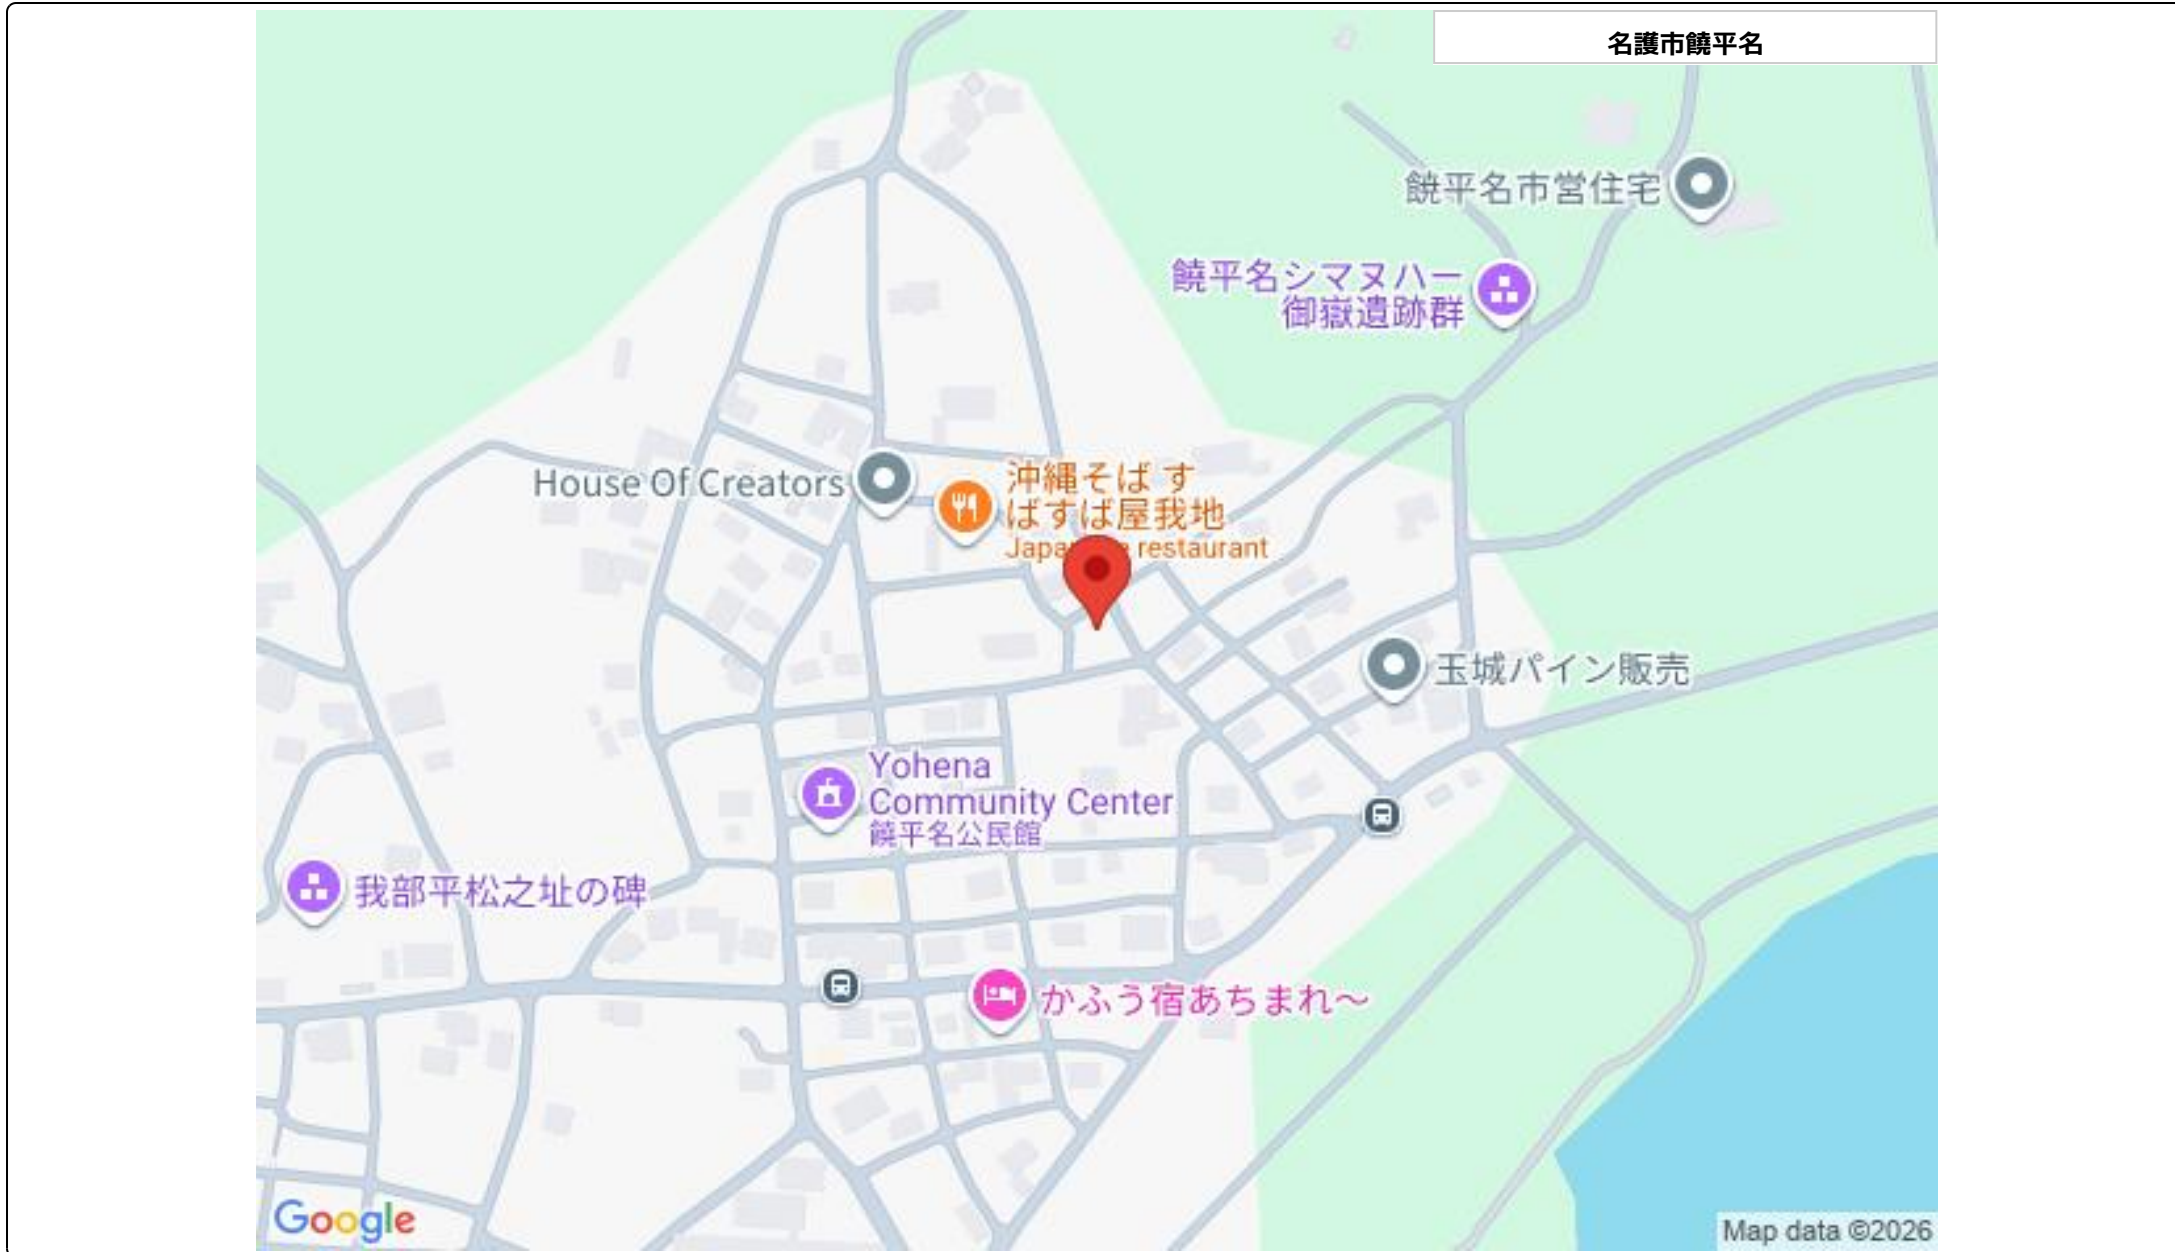 名護市饒平名
饒平名市営住宅
饒平名シマヌハー
御嶽遺跡群
House Of Creators
沖縄そば す
ばすば屋我地
restaurant
玉城パイン販売
Yohena
Community Center
饒平名公民館
我部平松之址の碑
かふう宿あちまれ～
Google
Map data ©2026